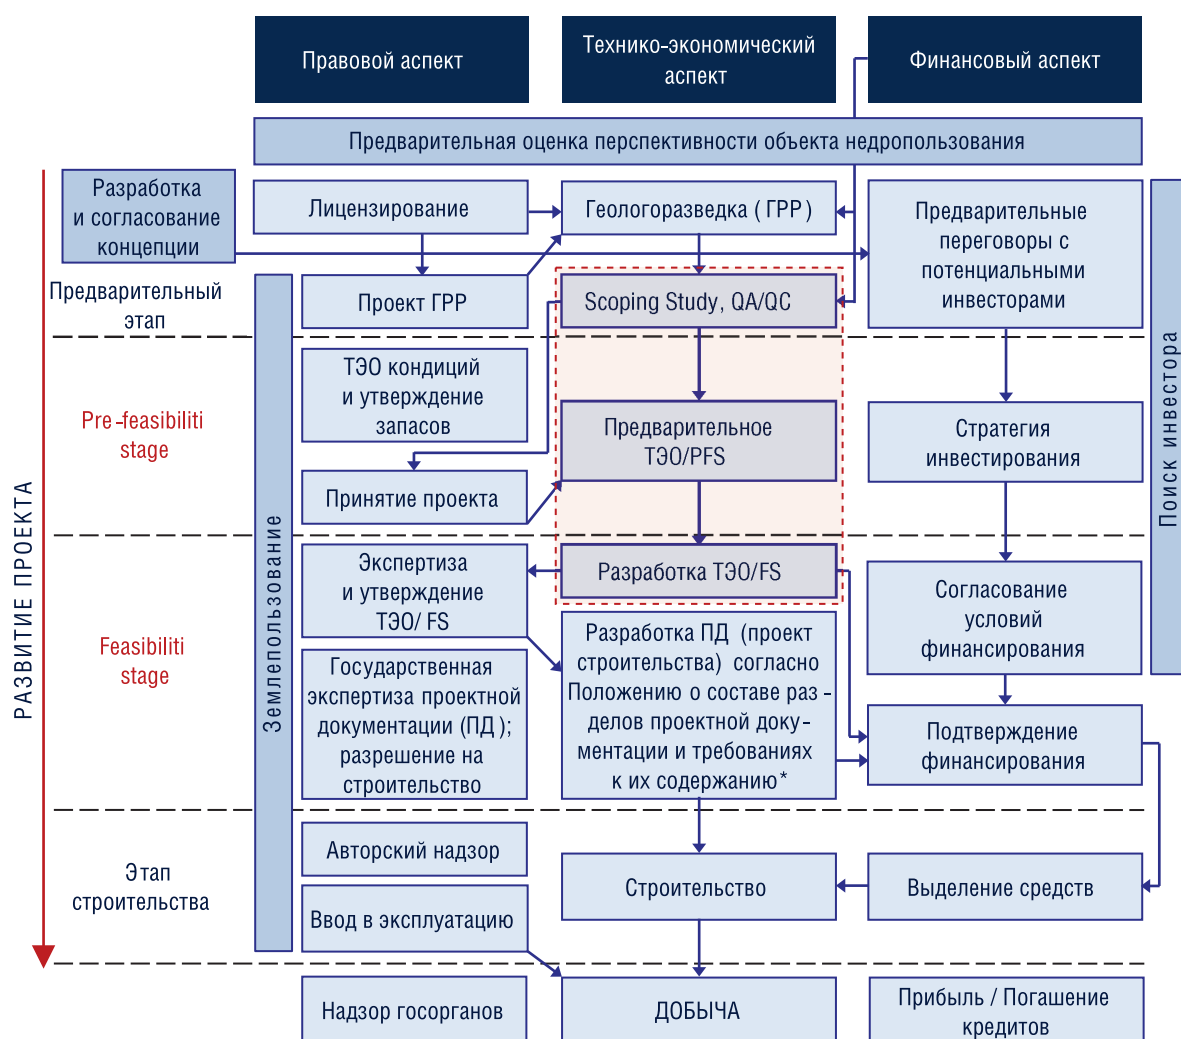 Правовой аспект
Технико-экономический
аспект
Финансовый аспект
Предварительная оценка перспективности объекта недропользования
Разработка
и согласование
концепции
Лицензирование
Геологоразведка ( ГРР )
Предварительные
переговоры с
потенциальными
инвесторами
Предварительный
этап
Проект ГРР
Scoping Study, QA/QC
Поиск инвестора
РАЗВИТИЕ ПРОЕКТА
Землепользование
Pre-feasibiliti
stage
ТЭО кондиций
и утверждение
запасов
Предварительное
ТЭО/PFS
Стратегия
инвестирования
Принятие проекта
Feasibiliti
stage
Экспертиза
и утверждение
ТЭО/ FS
Разработка ТЭО/FS
Согласование
условий
финансирования
Государственная
экспертиза проектной
документации (ПД );
разрешение на
строительство
Разработка ПД (проект
строительства) согласно
Положению о составе раз -
делов проектной доку-
ментации и требованиях
к их содержанию*
Подтверждение
финансирования
Этап
строительства
Авторский надзор
Строительство
Выделение средств
Ввод в эксплуатацию
Надзор госорганов
ДОБЫЧА
Прибыль / Погашение
кредитов